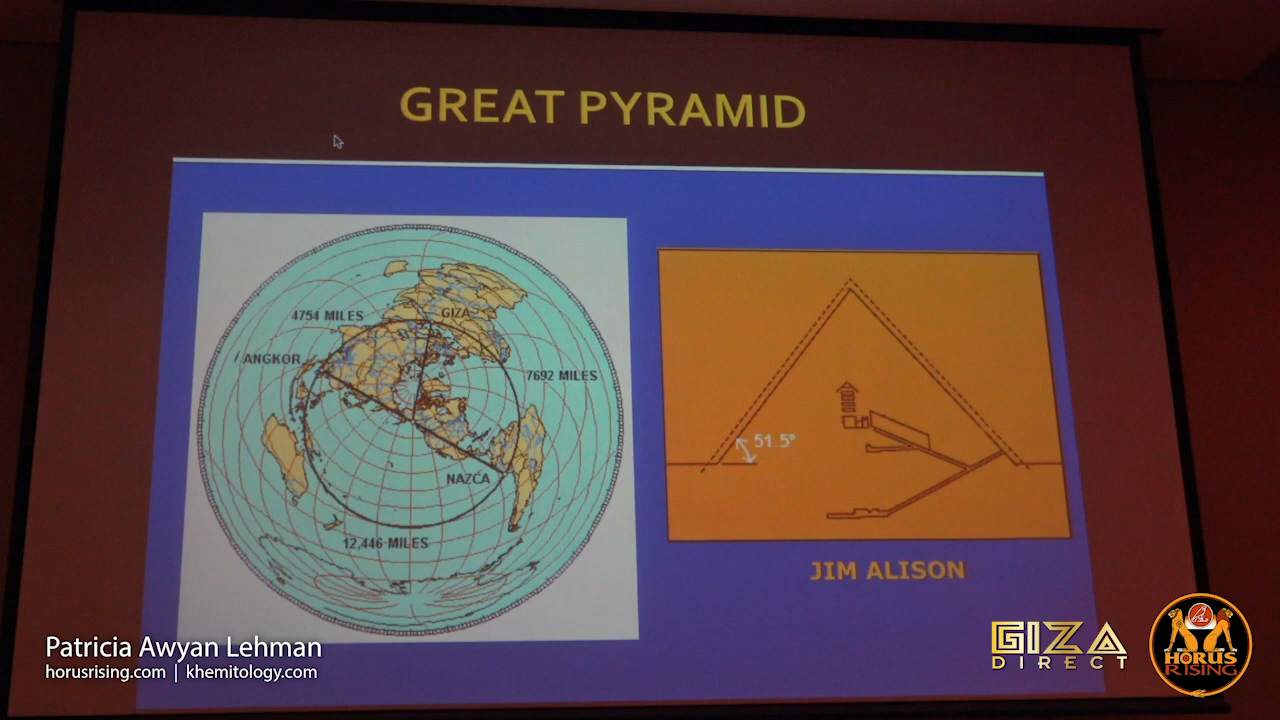 GREAT PYRAMID
4754 MILES
GIZA
ANGKOR
7692 MILES
NAZCA
12,446 MILES
51.5°
JIM ALISON
Patricia Awyan Lehman
horusrising.com | khemitology.com
GIZA
DIRECT
HORUS
RISING